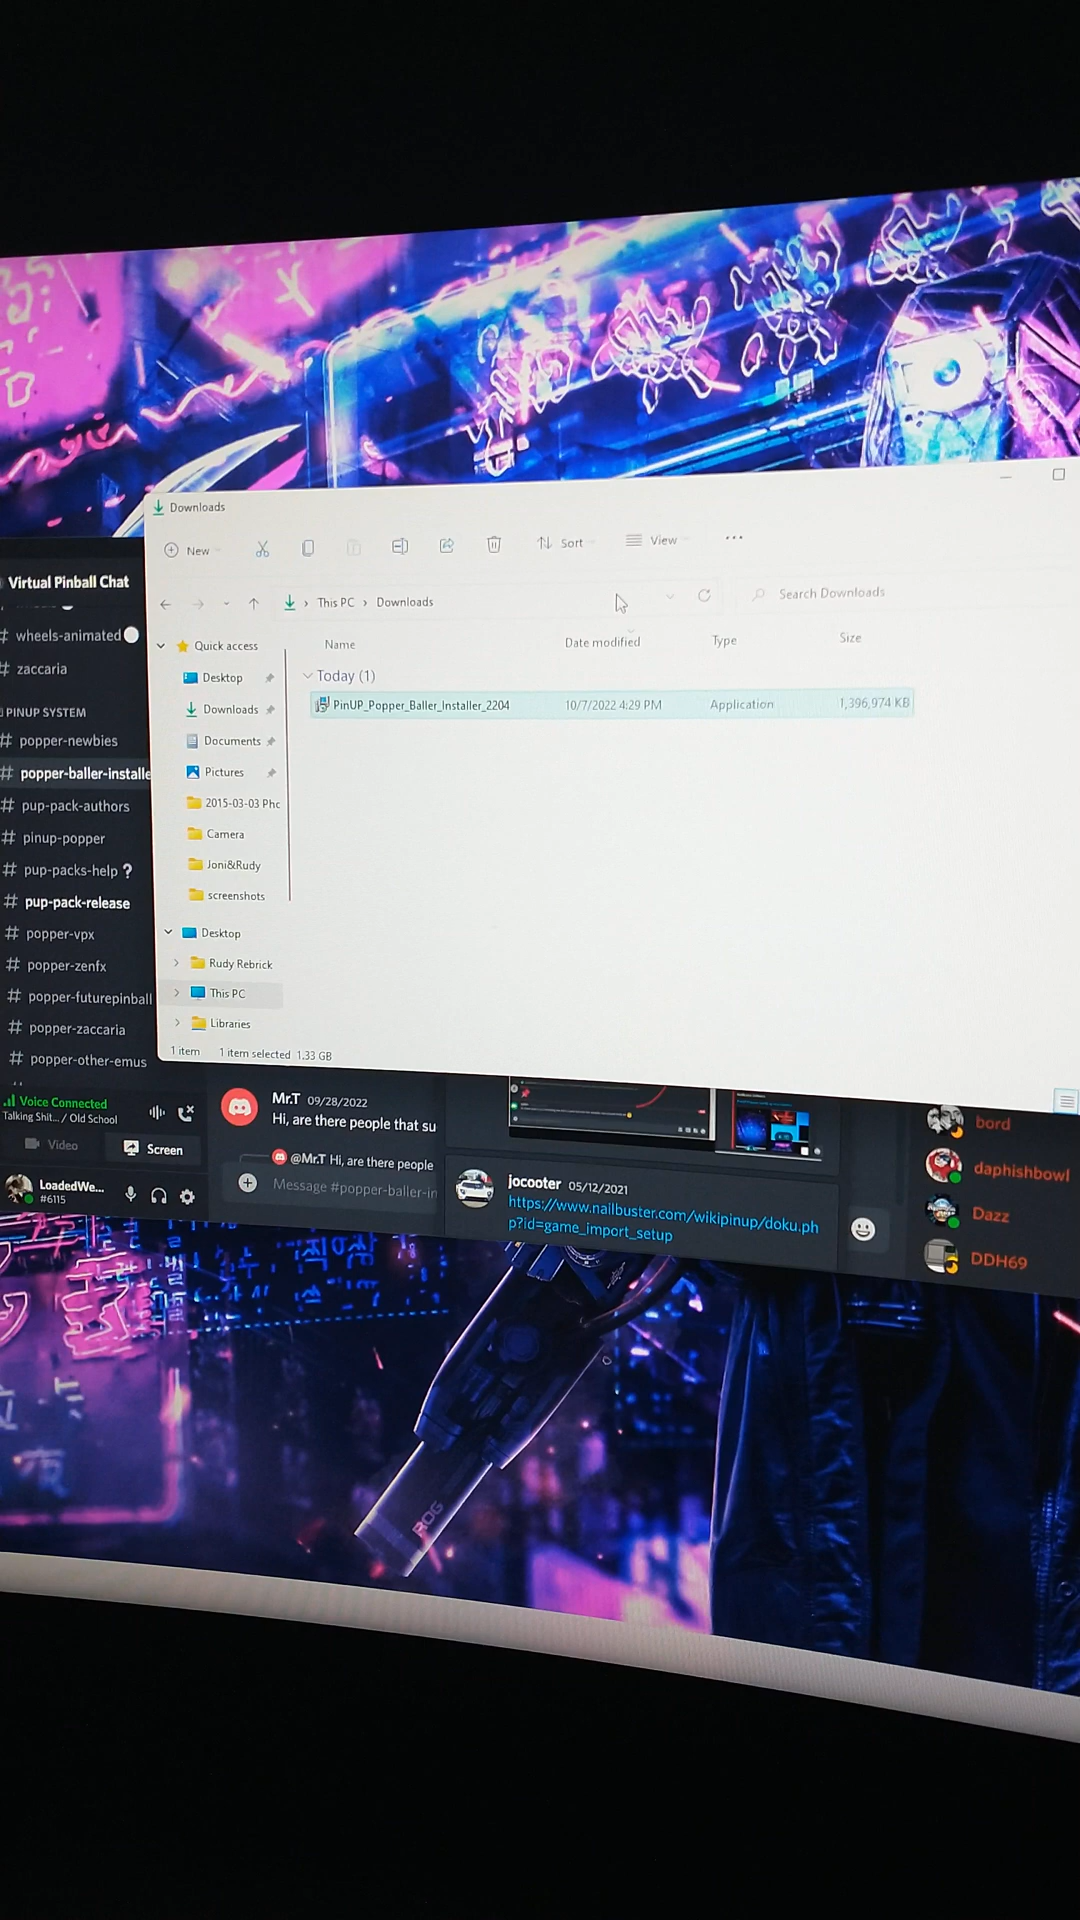 Downloads
New
Sort
View
This PC > Downloads
Search Downloads
Name
Date modified
Type
Size
Quick access
Desktop
Downloads
Documents
Pictures
2015-03-03 Phc
Camera
Joni&Rudy
screenshots
Desktop
Rudy Rebrick
This PC
Libraries
Today (1)
PinUP_Popper_Baller_Installer_2204
10/7/2022 4:29 PM
Application
1,396,974 KB
1 item
1 item selected 1.33 GB
Virtual Pinball Chat
# wheels-animated
# zaccaria
PINUP SYSTEM
# popper-newbies
# popper-baller-installe
# pup-pack-authors
# pinup-popper
# pup-packs-help ?
# pup-pack-release
# popper-vpx
# popper-zenfx
# popper-futurepinball
# popper-zaccaria
# popper-other-emus
Voice Connected
Talking Shit... / Old School
Video
Screen
LoadedWe...
#6115
Mr.T 09/28/2022
Hi, are there people that su
@Mr.T Hi, are there people
Message #popper-baller-in
jocooter 05/12/2021
https://www.nailbuster.com/wikipinup/doku.ph
p?id=game_import_setup
bord
daphishbowl
Dazz
DDH69
ROG